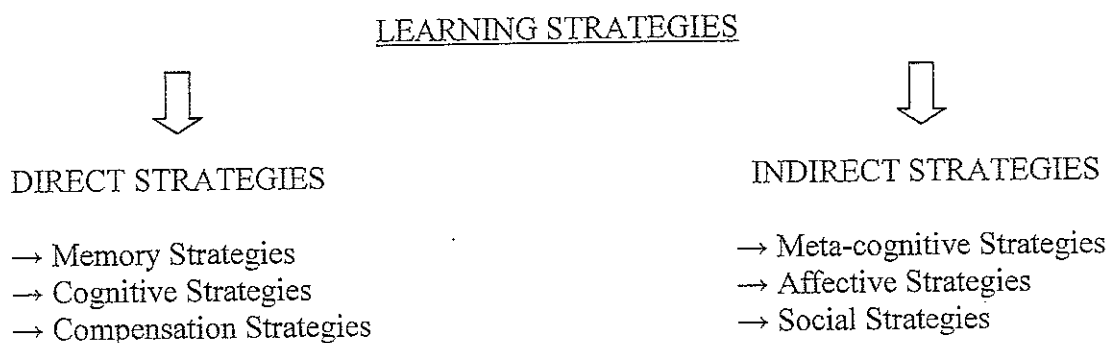 LEARNING STRATEGIES
DIRECT STRATEGIES
→ Memory Strategies
→ Cognitive Strategies
→ Compensation Strategies
INDIRECT STRATEGIES
→ Meta-cognitive Strategies
→ Affective Strategies
→ Social Strategies